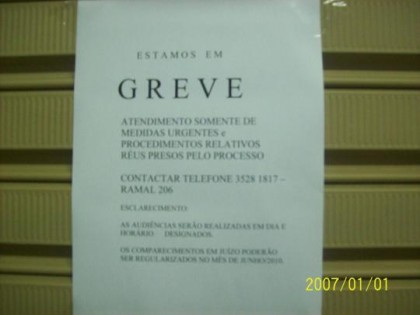 ESTAMOS EM
GREVE
ATENDIMENTO SOMENTE DE
MEDIDAS URGENTES e
PROCEDIMENTOS RELATIVOS
RÉUS PRESOS PELO PROCESSO
CONTACTAR TELEFONE 3528 1817 –
RAMAL 206
ESCLARECIMENTO:
AS AUDIÊNCIAS SERÃO REALIZADAS EM DIA E
HORÁRIO DESIGNADOS.
OS COMPARECIMENTOS EM JUÍZO PODERÃO
SER REGULARIZADOS NO MÊS DE JUNHO/2010.
2007/01/01